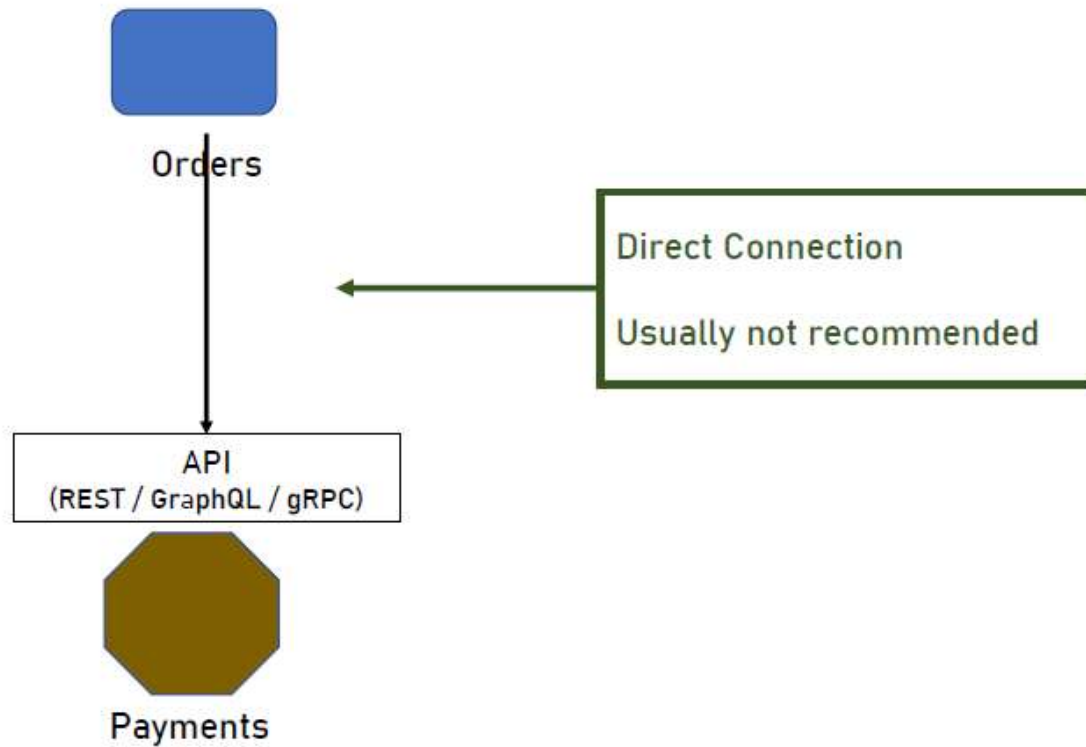 Orders
Direct Connection
Usually not recommended
API
(REST / GraphQL / gRPC)
Payments